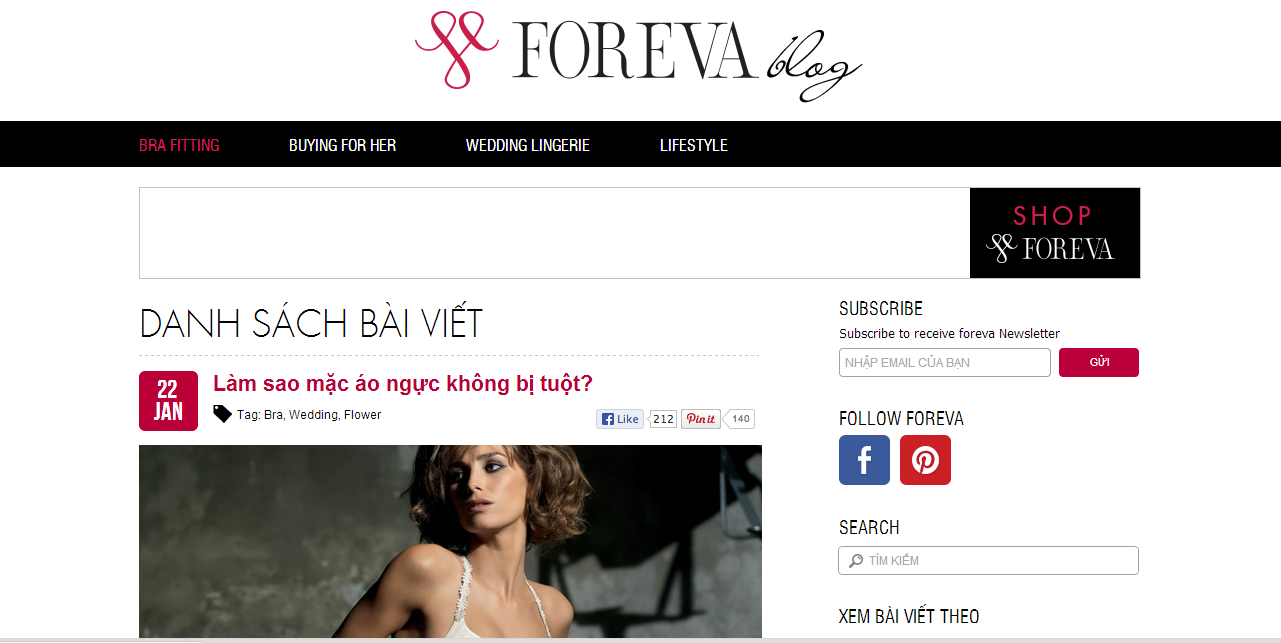 FOREVA blog
BRA FITTING
BUYING FOR HER
WEDDING LINGERIE
LIFESTYLE
SHOP
FOREVA
DANH SÁCH BÀI VIẾT
22
JAN
Làm sao mặc áo ngực không bị tuột?
Tag: Bra, Wedding, Flower
Like 212 Pin it 140
SUBSCRIBE
Subscribe to receive foreva Newsletter
NHẬP EMAIL CỦA BẠN
GỬI
FOLLOW FOREVA
SEARCH
TÌM KIẾM
XEM BÀI VIẾT THEO